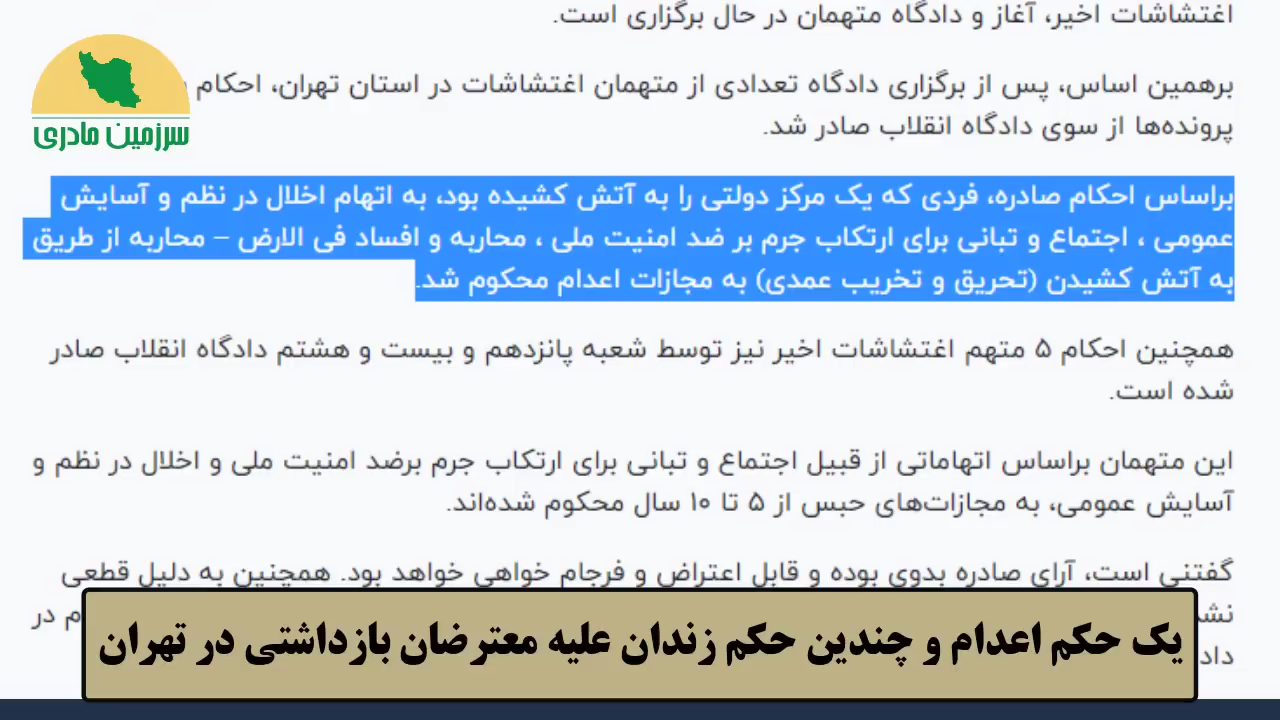 اغتشاشات اخیر، آغاز و دادگاه متهمان در حال برگزاری است.
برهمین اساس، پس از برگزاری دادگاه تعدادی از متهمان اغتشاشات در استان تهران، احکام
پرونده‌ها از سوی دادگاه انقلاب صادر شد.
سرزمین مادری
براساس احکام صادره، فردی که یک مرکز دولتی را به آتش کشیده بود، به اتهام اخلال در نظم و آسایش
عمومی ، اجتماع و تبانی برای ارتکاب جرم بر ضد امنیت ملی ، محاربه و افساد فی الارض – محاربه از طریق
به آتش کشیدن (تحریق و تخریب عمدی) به مجازات اعدام محکوم شد.
همچنین احکام ۵ متهم اغتشاشات اخیر نیز توسط شعبه پانزدهم و بیست و هشتم دادگاه انقلاب صادر
شده است.
این متهمان براساس اتهاماتی از قبیل اجتماع و تبانی برای ارتکاب جرم برضد امنیت ملی و اخلال در نظم و
آسایش عمومی، به مجازات‌های حبس از ۵ تا ۱۰ سال محکوم شده‌اند.
گفتنی است، آرای صادره بدوی بوده و قابل اعتراض و فرجام خواهی خواهد بود. همچنین به دلیل قطعی
در
یک حکم اعدام و چندین حکم زندان علیه معترضان بازداشتی در تهران